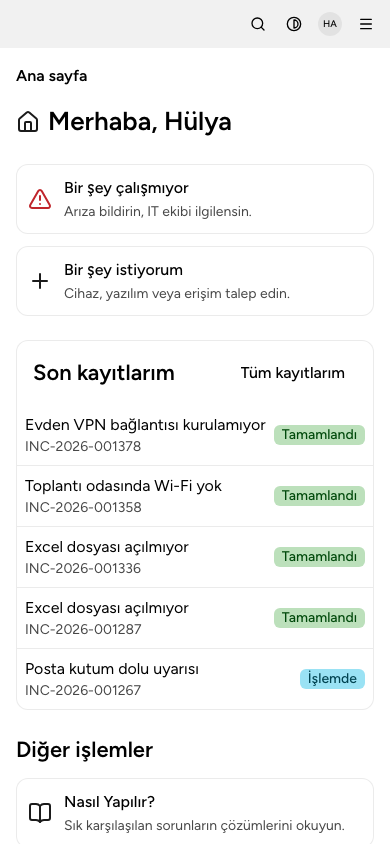 HA
Ana sayfa
Merhaba, Hülya
Bir şey çalışmıyor
Arıza bildirin, IT ekibi ilgilensin.
Bir şey istiyorum
Cihaz, yazılım veya erişim talep edin.
Son kayıtlarım
Tüm kayıtlarım
Evden VPN bağlantısı kurulamıyor
INC-2026-001378
Tamamlandı
Toplantı odasında Wi-Fi yok
INC-2026-001358
Tamamlandı
Excel dosyası açılmıyor
INC-2026-001336
Tamamlandı
Excel dosyası açılmıyor
INC-2026-001287
Tamamlandı
Posta kutum dolu uyarısı
INC-2026-001267
İşlemde
Diğer işlemler
Nasıl Yapılır?
Sık karşılaşılan sorunların çözümlerini okuyun.